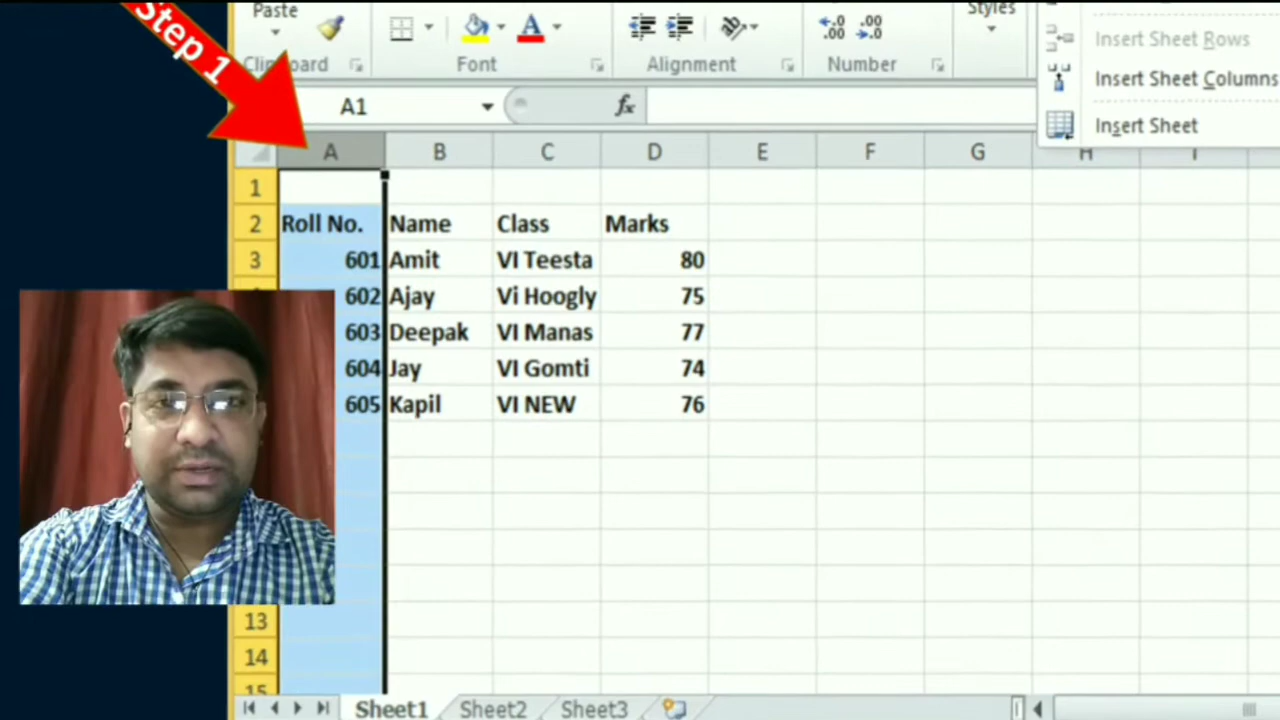 Step 1
Paste
Styles
Clipboard
Font
Alignment
Number
Insert Sheet Rows
Insert Sheet Columns
Insert Sheet
A1 fx
A B C D E F G H I
1
2 Roll No. Name Class Marks
3 601 Amit VI Teesta 80
602 Ajay Vi Hoogly 75
603 Deepak VI Manas 77
604 Jay VI Gomti 74
605 Kapil VI NEW 76
13
14
15
Sheet1 Sheet2 Sheet3